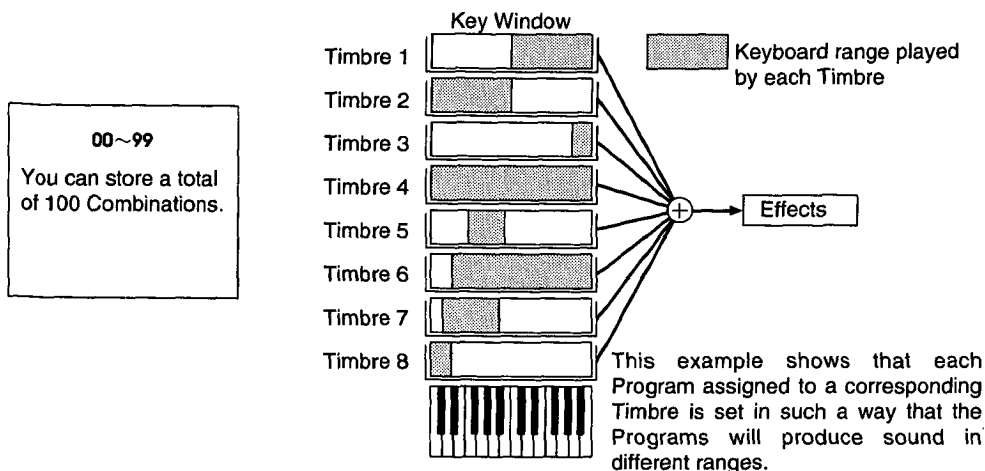 Key Window
Timbre 1
Timbre 2
Timbre 3
Timbre 4
Timbre 5
Timbre 6
Timbre 7
Timbre 8
Keyboard range played
by each Timbre
00~99
You can store a total
of 100 Combinations.
Effects
This example shows that each
Program assigned to a corresponding
Timbre is set in such a way that the
Programs will produce sound in
different ranges.